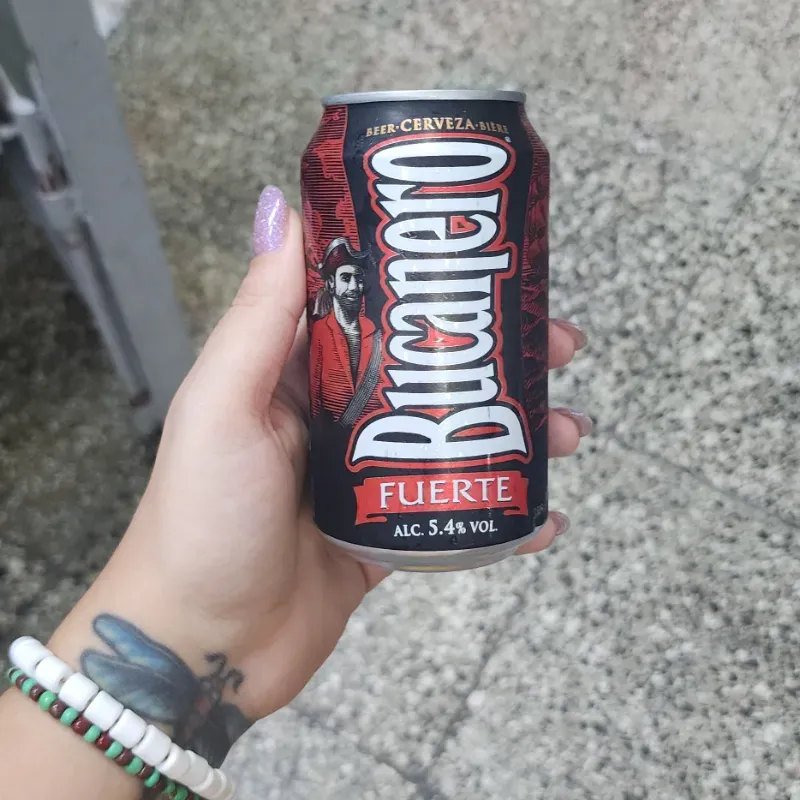 BEER·CERVEZA·BIÈRE
Bucanero
FUERTE
ALC. 5.4% VOL.